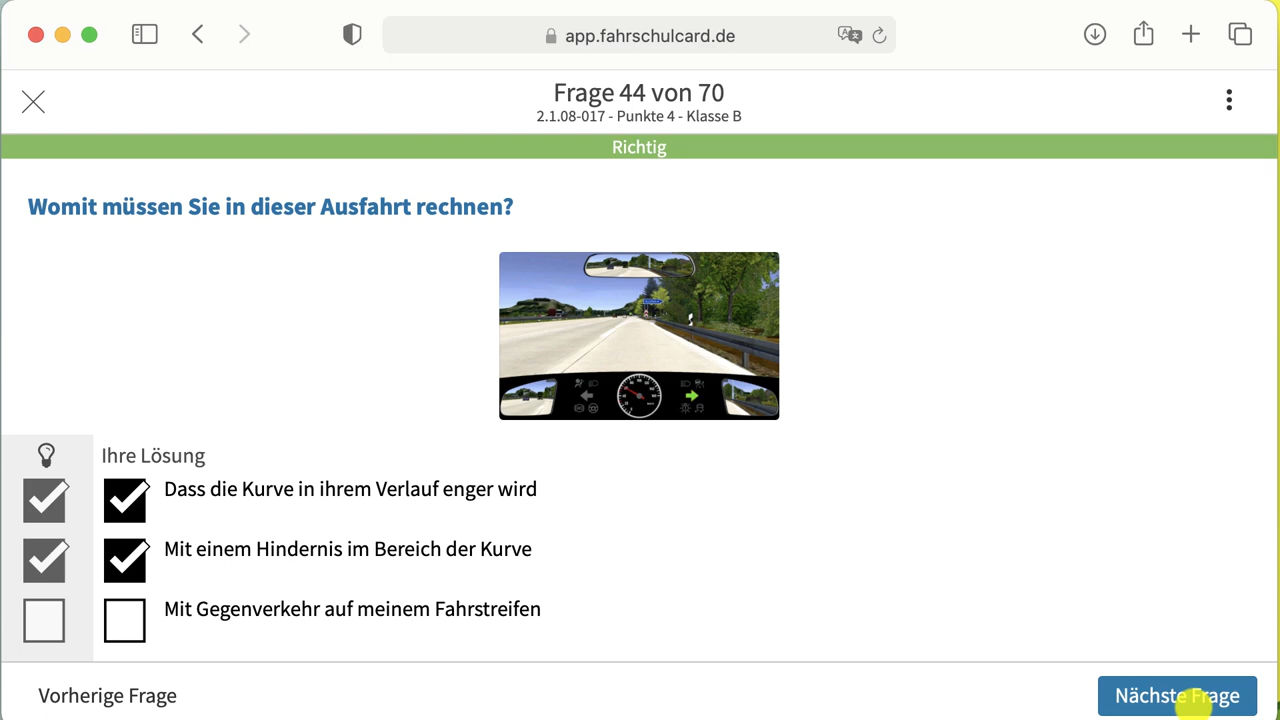 app.fahrschulcard.de
Frage 44 von 70
2.1.08-017 - Punkte 4 - Klasse B
Richtig
Womit müssen Sie in dieser Ausfahrt rechnen?
Ihre Lösung
Dass die Kurve in ihrem Verlauf enger wird
Mit einem Hindernis im Bereich der Kurve
Mit Gegenverkehr auf meinem Fahrstreifen
Vorherige Frage
Nächste Frage